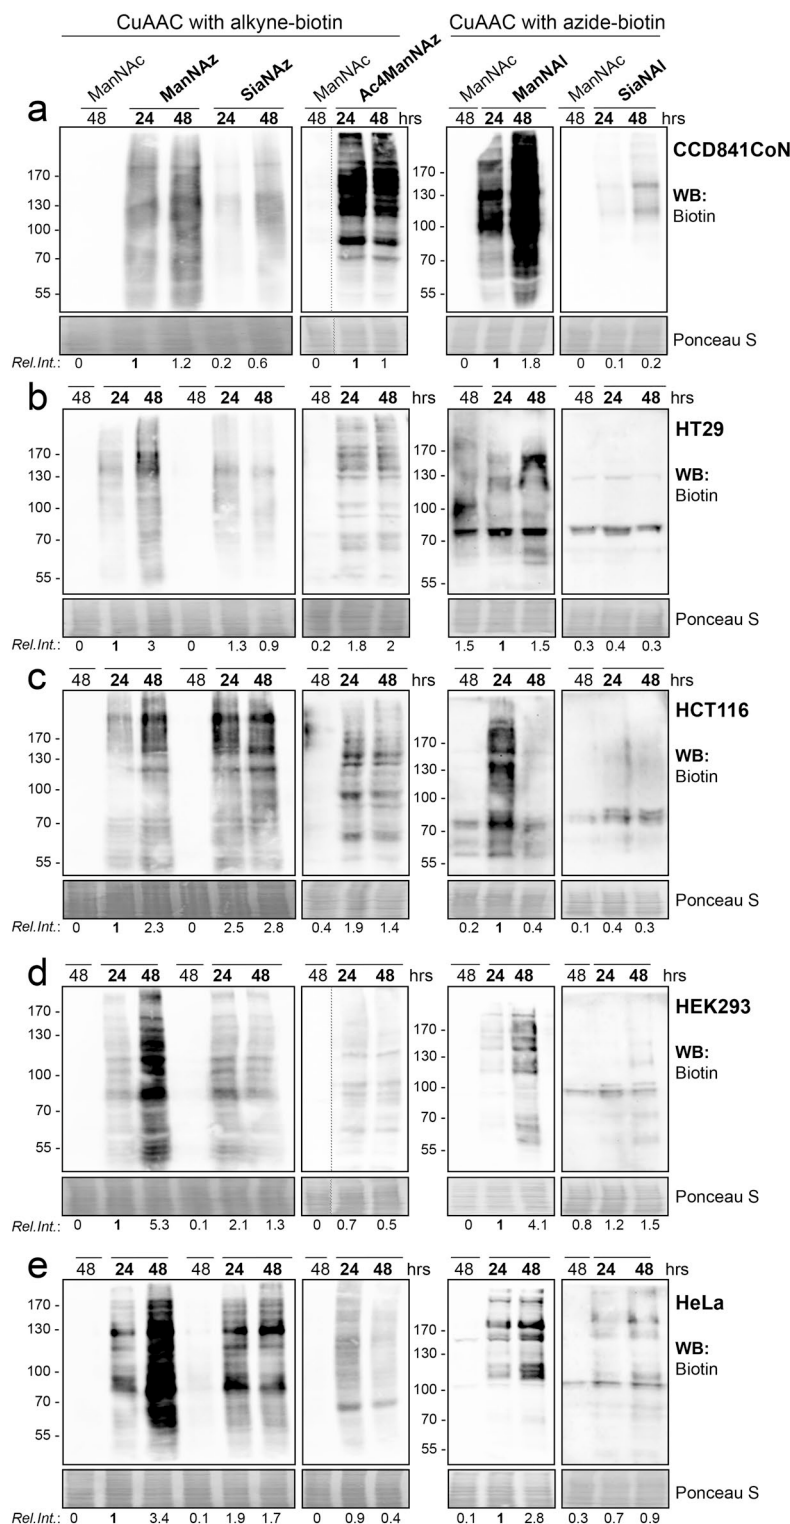 CuAAC with alkyne-biotin CuAAC with azide-biotin
ManNAc ManNAz SiaNAz ManNAc Ac4ManNAz ManNAc ManNAl ManNAc SiaNAl
a 48 24 48 24 48 48 24 48 hrs 48 24 48 48 24 48 hrs
CCD841CoN
170 - 170 -
WB:
130 - 130 -
Biotin
100 - 100 -
70 - 70 -
55 - 55 -
Ponceau S
Rel.Int.: 0 1 1.2 0.2 0.6 0 1 1 0 1 1.8 0 0.1 0.2
b 48 24 48 48 24 48 48 24 48 48 24 48 48 24 48 hrs
HT29
170 - 170 -
WB:
130 - 130 -
Biotin
100 - 100 -
70 - 70 -
55 - 55 -
Ponceau S
Rel.Int.: 0 1 3 0 1.3 0.9 0.2 1.8 2 1.5 1 1.5 0.3 0.4 0.3
c 48 24 48 48 24 48 48 24 48 48 24 48 48 24 48 hrs
HCT116
170 - 170 -
WB:
130 - 130 -
Biotin
100 - 100 -
70 - 70 -
55 - 55 -
Ponceau S
Rel.Int.: 0 1 2.3 0 2.5 2.8 0.4 1.9 1.4 0.2 1 0.4 0.1 0.4 0.3
d 48 24 48 48 24 48 48 24 48 48 24 48 48 24 48 hrs
HEK293
170 - 170 -
WB:
130 - 130 -
Biotin
100 - 100 -
70 - 70 -
55 - 55 -
Ponceau S
Rel.Int.: 0 1 5.3 0.1 2.1 1.3 0 0.7 0.5 0 1 4.1 0.8 1.2 1.5
e 48 24 48 48 24 48 48 24 48 hrs 48 24 48 48 24 48 hrs
HeLa
170 - 170 -
WB:
130 - 130 -
Biotin
100 - 100 -
70 - 70 -
55 - 55 -
Ponceau S
Rel.Int.: 0 1 3.4 0.1 1.9 1.7 0 0.9 0.4 0.1 1 2.8 0.3 0.7 0.9